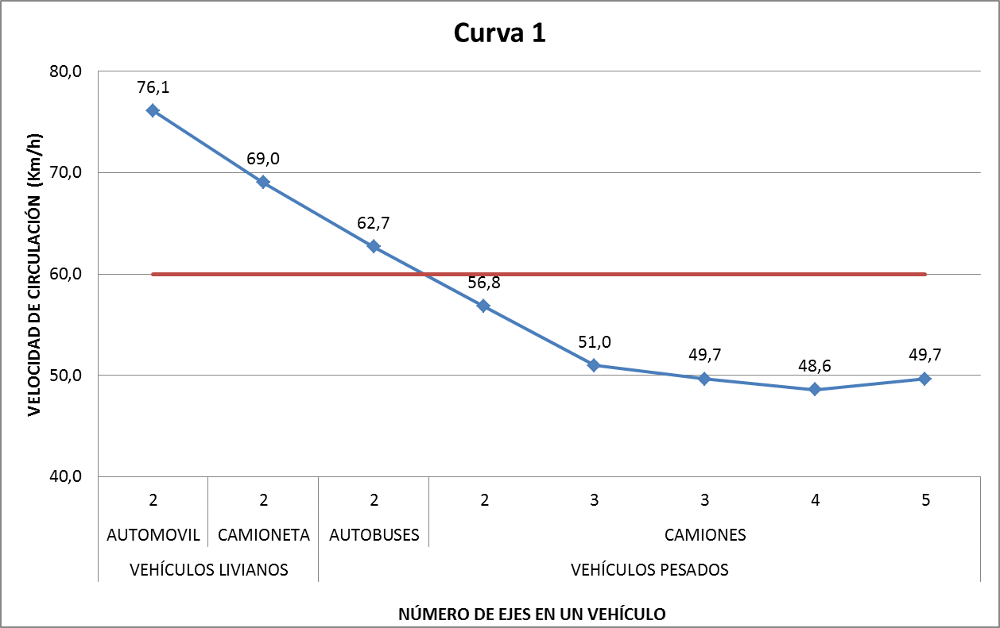 Curva 1
VELOCIDAD DE CIRCULACIÓN (Km/h)
80,0
70,0
60,0
50,0
40,0
76,1
69,0
62,7
56,8
51,0
49,7
48,6
49,7
2 2 2 2 3 3 4 5
AUTOMOVIL CAMIONETA AUTOBUSES CAMIONES
VEHÍCULOS LIVIANOS VEHÍCULOS PESADOS
NÚMERO DE EJES EN UN VEHÍCULO